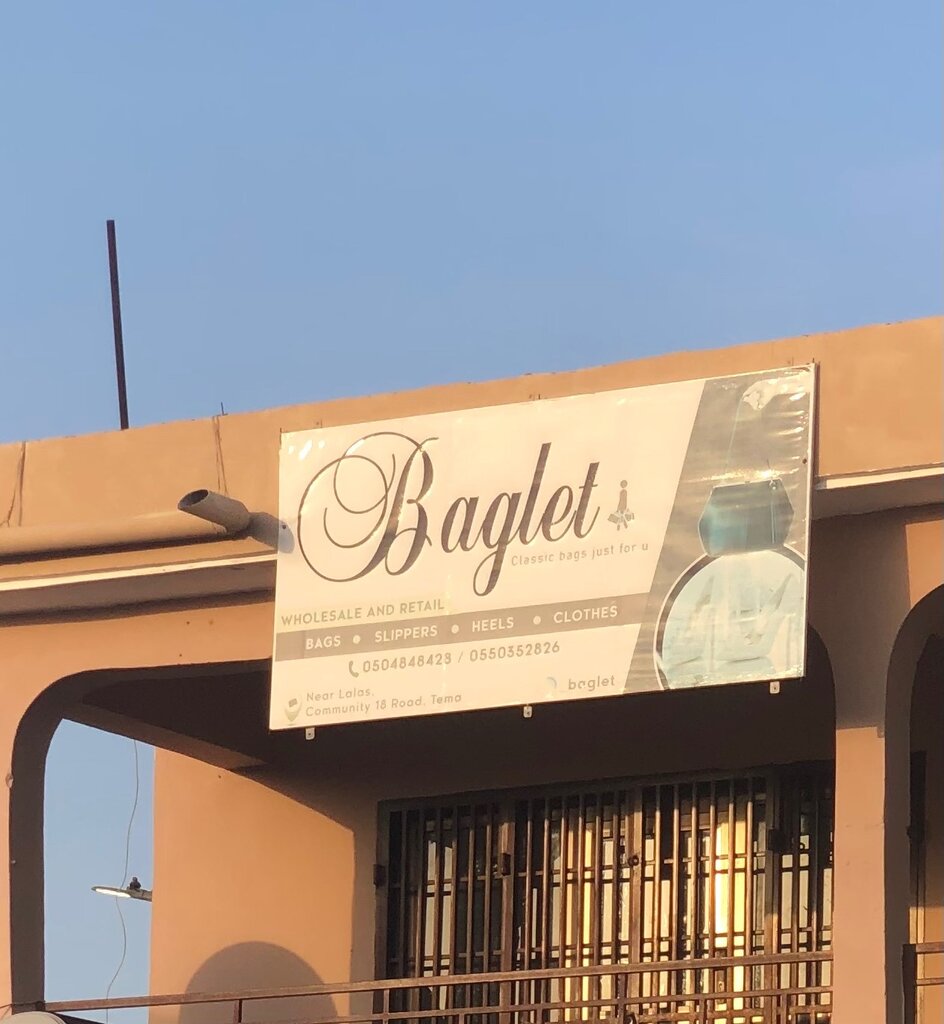 Baglet
Classic bags just for u
WHOLESALE AND RETAIL
BAGS • SLIPPERS • HEELS • CLOTHES
0504848428 / 0550352826
Near Lalas,
Community 18 Road, Tema
baglet